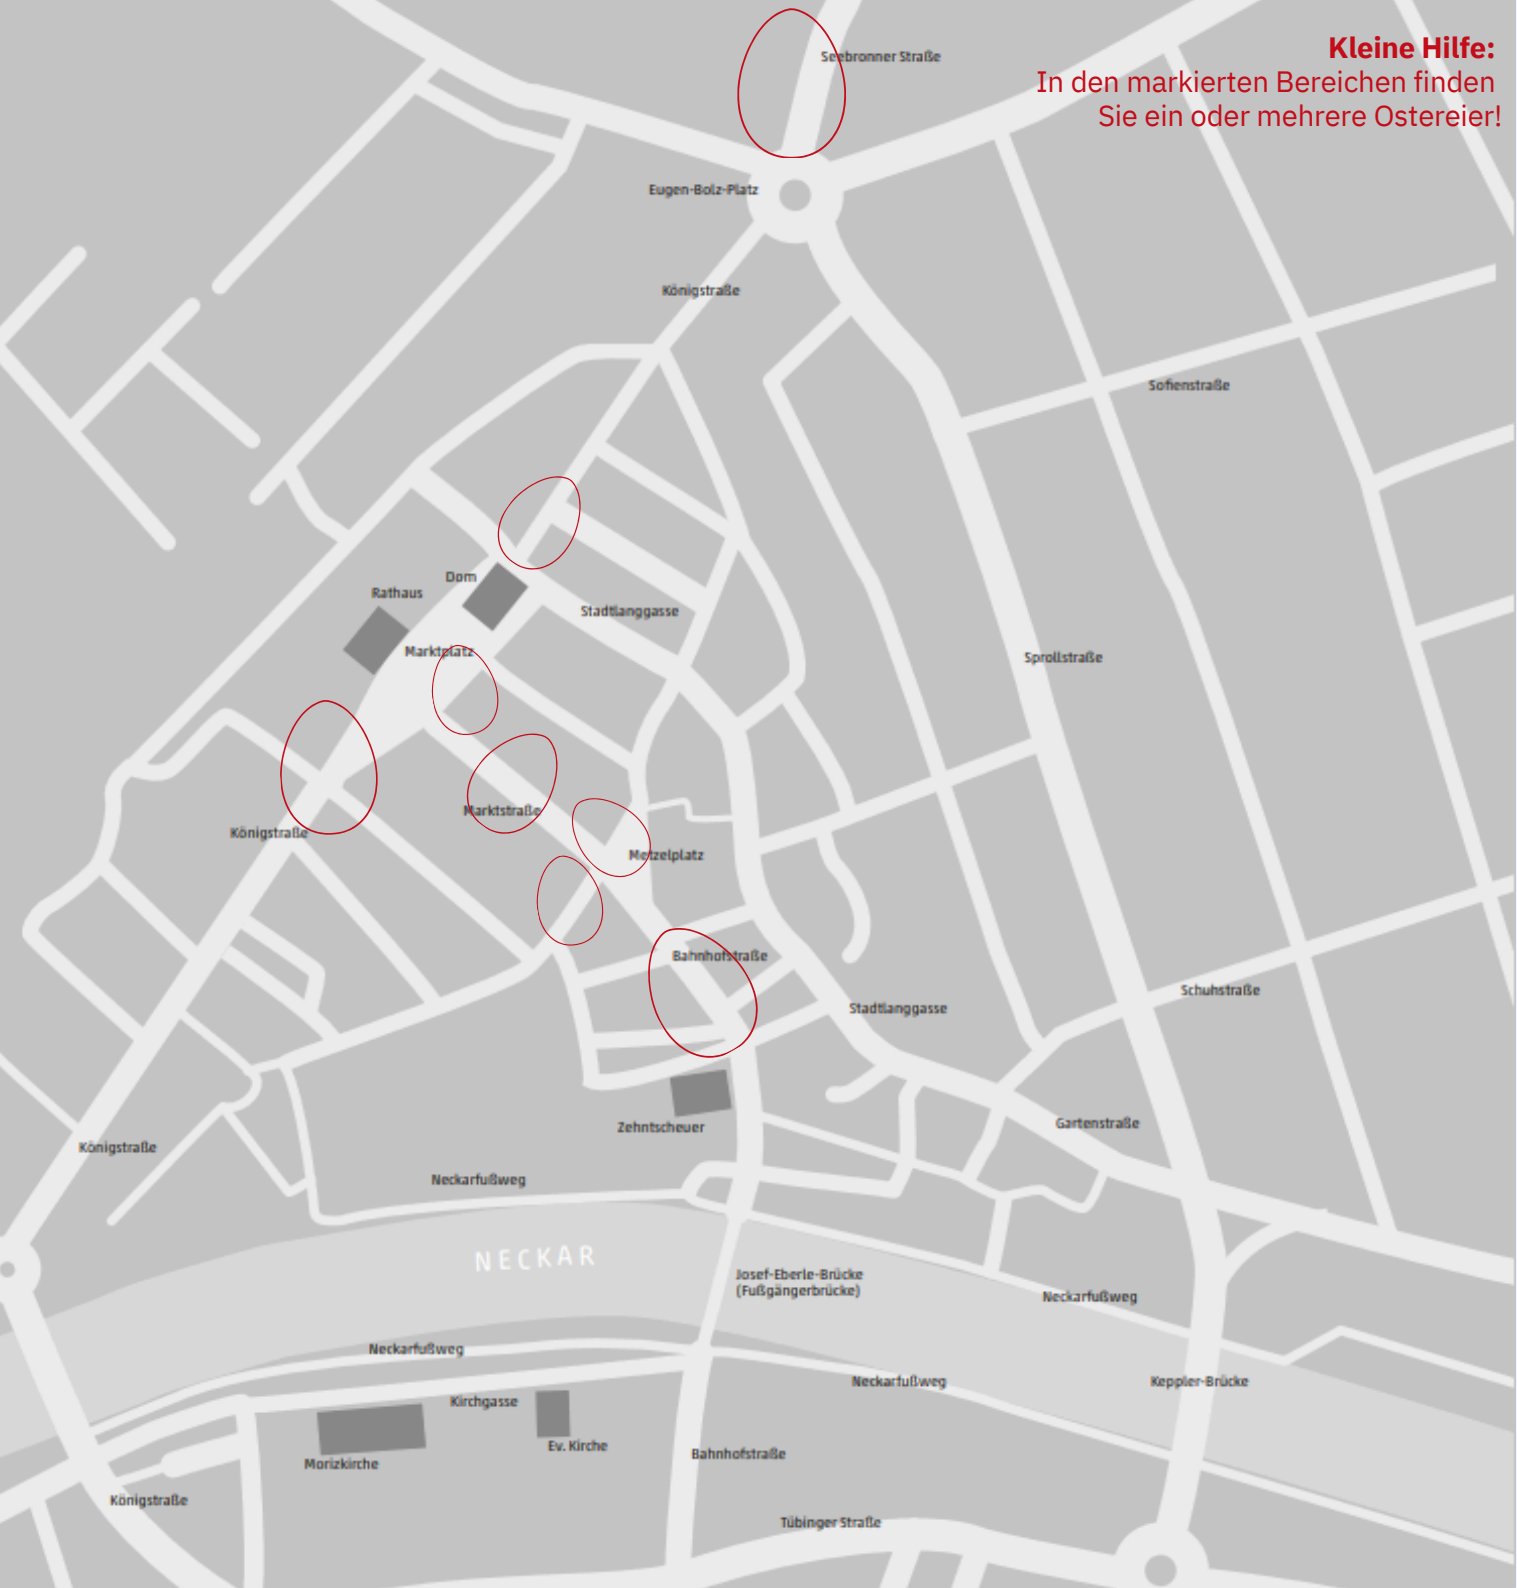 Kleine Hilfe:
In den markierten Bereichen finden
Sie ein oder mehrere Ostereier!
Seebronner Straße
Eugen-Bolz-Platz
Königstraße
Sofienstraße
Dom
Rathaus
Stadtlanggasse
Marktplatz
Sprollstraße
Marktstraße
Königstraße
Metzelplatz
Bahnhofstraße
Schuhstraße
Stadtlanggasse
Zehntscheuer
Gartenstraße
Königstraße
Neckarfußweg
NECKAR
Josef-Eberle-Brücke
(Fußgängerbrücke)
Neckarfußweg
Neckarfußweg
Neckarfußweg
Keppler-Brücke
Kirchgasse
Ev. Kirche
Bahnhofstraße
Morizkirche
Königstraße
Tübinger Straße